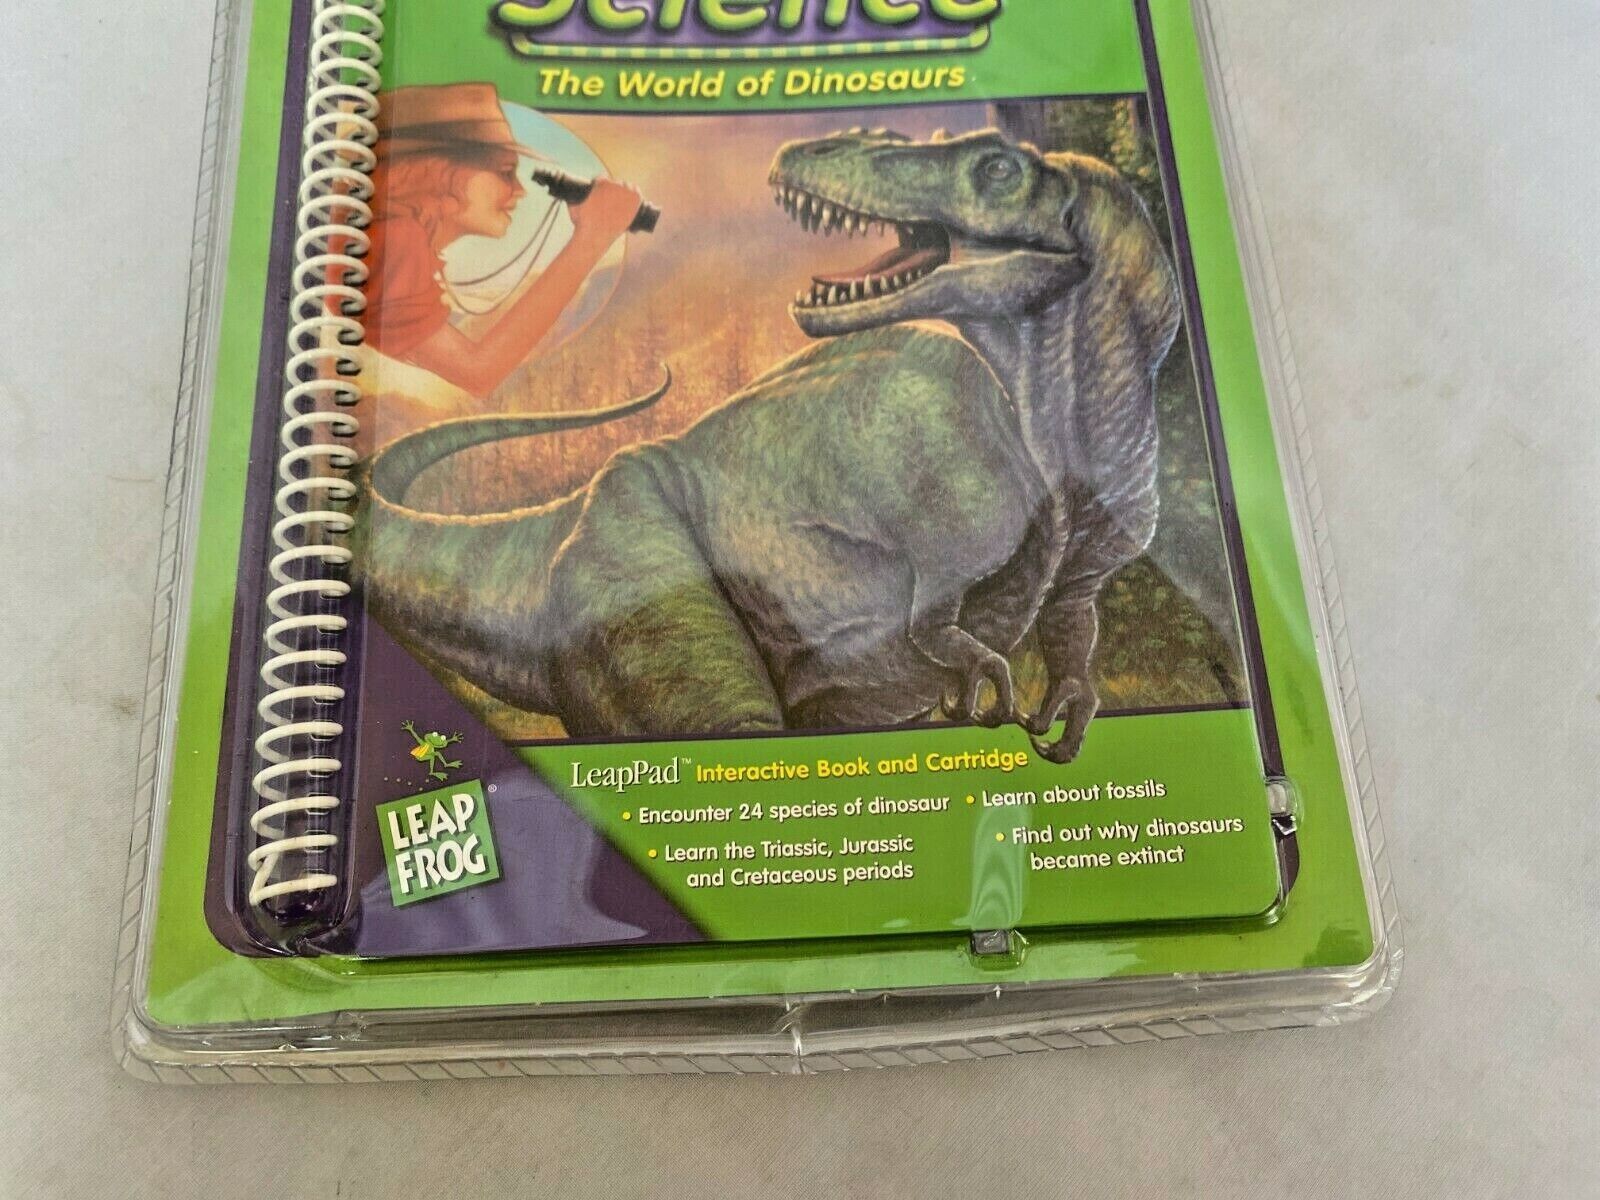 Science
The World of Dinosaurs
LeapPad™ Interactive Book and Cartridge
• Encounter 24 species of dinosaur
• Learn the Triassic, Jurassic
and Cretaceous periods
• Learn about fossils
• Find out why dinosaurs
became extinct
LEAP
FROG®